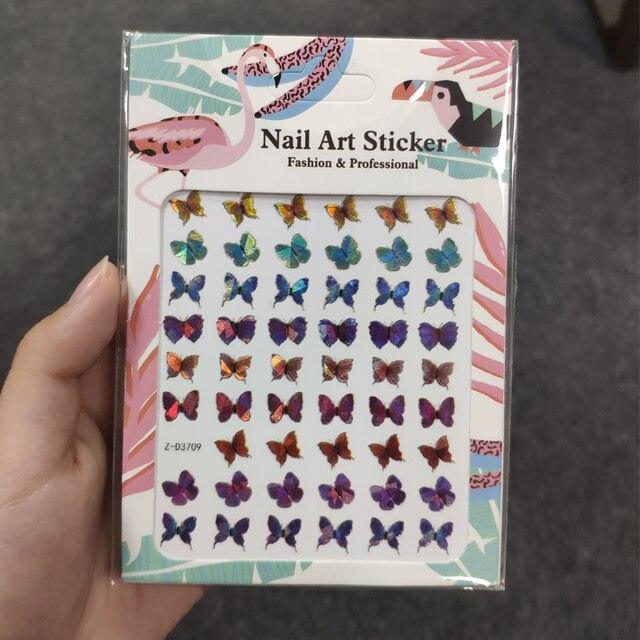 Nail Art Sticker
Fashion & Professional
Z-D3709